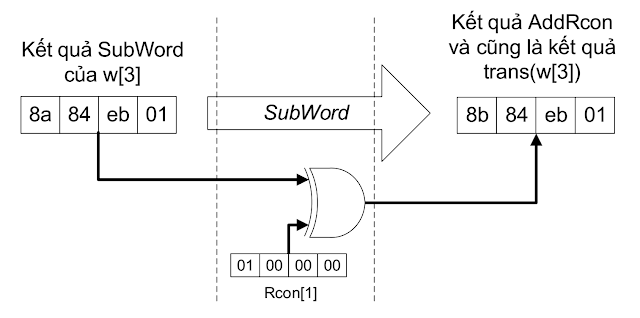 Kết quả SubWord
của w[3]
8a 84 eb 01
SubWord
Kết quả AddRcon
và cũng là kết quả
trans(w[3])
8b 84 eb 01
01 00 00 00
Rcon[1]